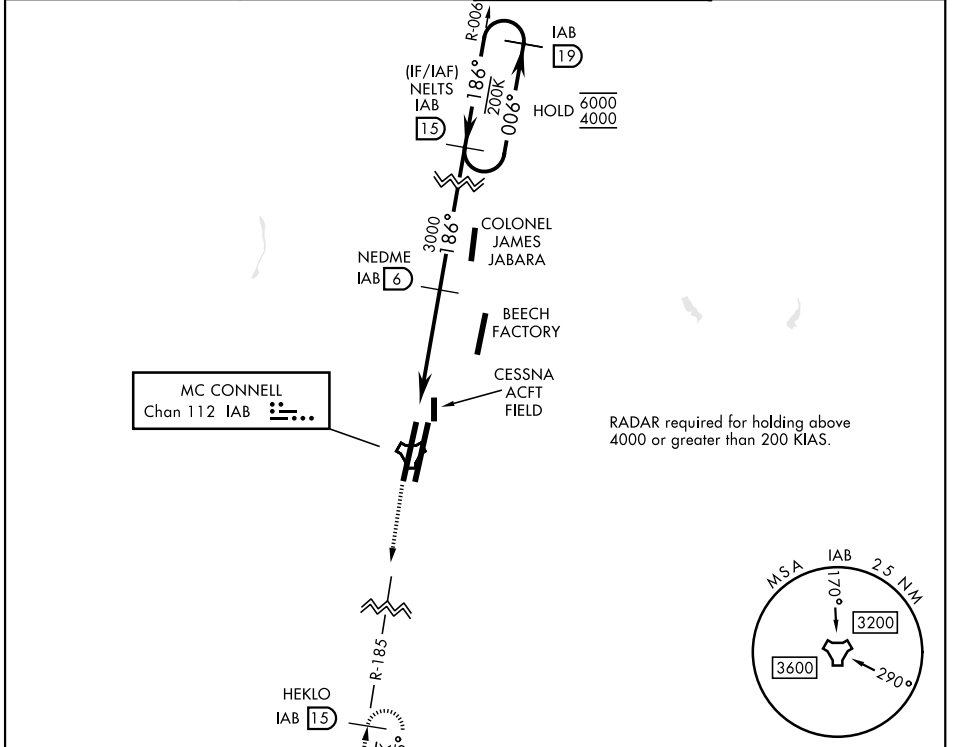 R-006°
IAB
19
(IF/IAF)
NELTS
IAB
15
186°
200K
006°
HOLD 6000
4000
3000
186°
COLONEL
JAMES
JABARA
NEDME
IAB 6
BEECH
FACTORY
CESSNA
ACFT
FIELD
MC CONNELL
Chan 112 IAB
RADAR required for holding above
4000 or greater than 200 KIAS.
MSA IAB 25 NM
170°
3200
3600
290°
R-185
HEKLO
IAB 15